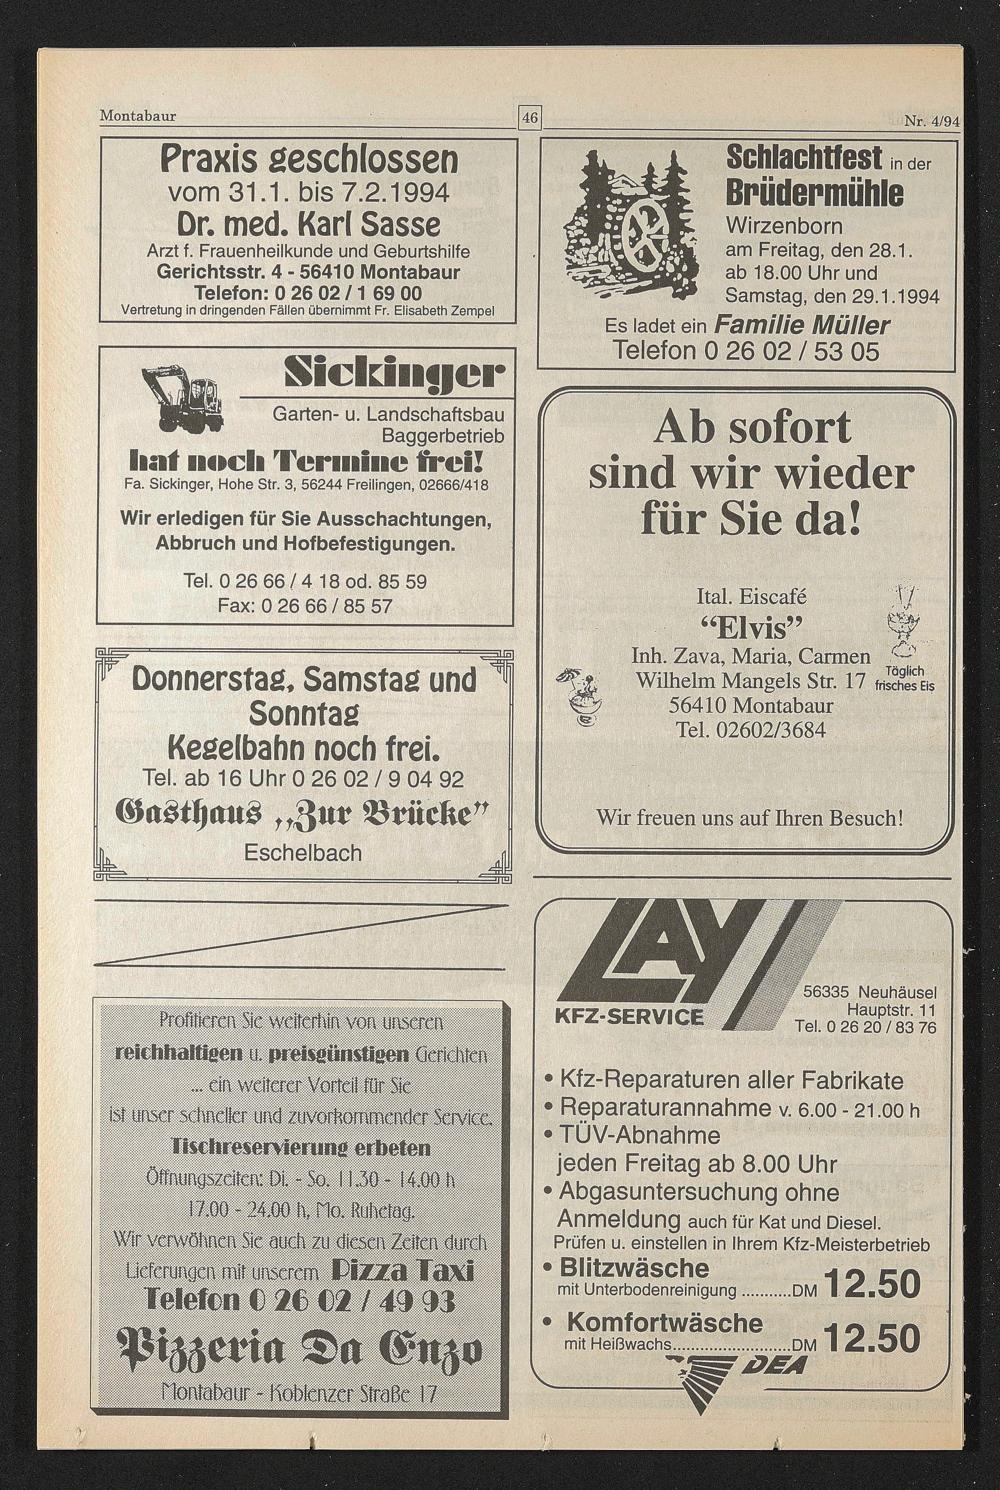 Montabaur
46
Nr. 4/94
Praxis geschlossen
vom 31.1. bis 7.2.1994
Dr. med. Karl Sasse
Arzt f. Frauenheilkunde und Geburtshilfe
Gerichtsstr. 4 - 56410 Montabaur
Telefon: 0 26 02 / 1 69 00
Vertretung in dringenden Fällen übernimmt Fr. Elisabeth Zempel
Sickinger
Garten- u. Landschaftsbau
Baggerbetrieb
hat noch Termine frei!
Fa. Sickinger, Hohe Str. 3, 56244 Freilingen, 02666/418
Wir erledigen für Sie Ausschachtungen,
Abbruch und Hofbefestigungen.
Tel. 0 26 66 / 4 18 od. 85 59
Fax: 0 26 66 / 85 57
Donnerstag, Samstag und
Sonntag
Kegelbahn noch frei.
Tel. ab 16 Uhr 0 26 02 / 9 04 92
Gasthaus „Zur Brücke”
Eschelbach
Profitieren Sie weiterhin von unseren
reichhaltigen u. preisgünstigen Gerichten
... ein weiterer Vorteil für Sie
ist unser schneller und zuvorkommender Service.
Tischreservierung erbeten
Öffnungszeiten: Di. - So. 11.30 - 14.00 h
17.00 - 24.00 h, Mo. Ruhetag.
Wir verwöhnen Sie auch zu diesen Zeiten durch
Lieferungen mit unserem Pizza Taxi
Telefon 0 26 02 / 49 93
Pizzeria Da Enzo
Montabaur - Koblenzer Straße 17
Schlachtfest in der
Brüdermühle
Wirzenborn
am Freitag, den 28.1.
ab 18.00 Uhr und
Samstag, den 29.1.1994
Es ladet ein Familie Müller
Telefon 0 26 02 / 53 05
Ab sofort
sind wir wieder
für Sie da!
Ital. Eiscafé
“Elvis”
Inh. Zava, Maria, Carmen
Wilhelm Mangels Str. 17
56410 Montabaur
Tel. 02602/3684
Täglich
frisches Eis
Wir freuen uns auf Ihren Besuch!
LAY
KFZ-SERVICE
56335 Neuhäusel
Hauptstr. 11
Tel. 0 26 20 / 83 76
• Kfz-Reparaturen aller Fabrikate
• Reparaturannahme v. 6.00 - 21.00 h
• TÜV-Abnahme
jeden Freitag ab 8.00 Uhr
• Abgasuntersuchung ohne
Anmeldung auch für Kat und Diesel.
Prüfen u. einstellen in Ihrem Kfz-Meisterbetrieb
• Blitzwäsche
mit Unterbodenreinigung ..........DM 12.50
• Komfortwäsche
mit Heißwachs........................DM 12.50
DEA